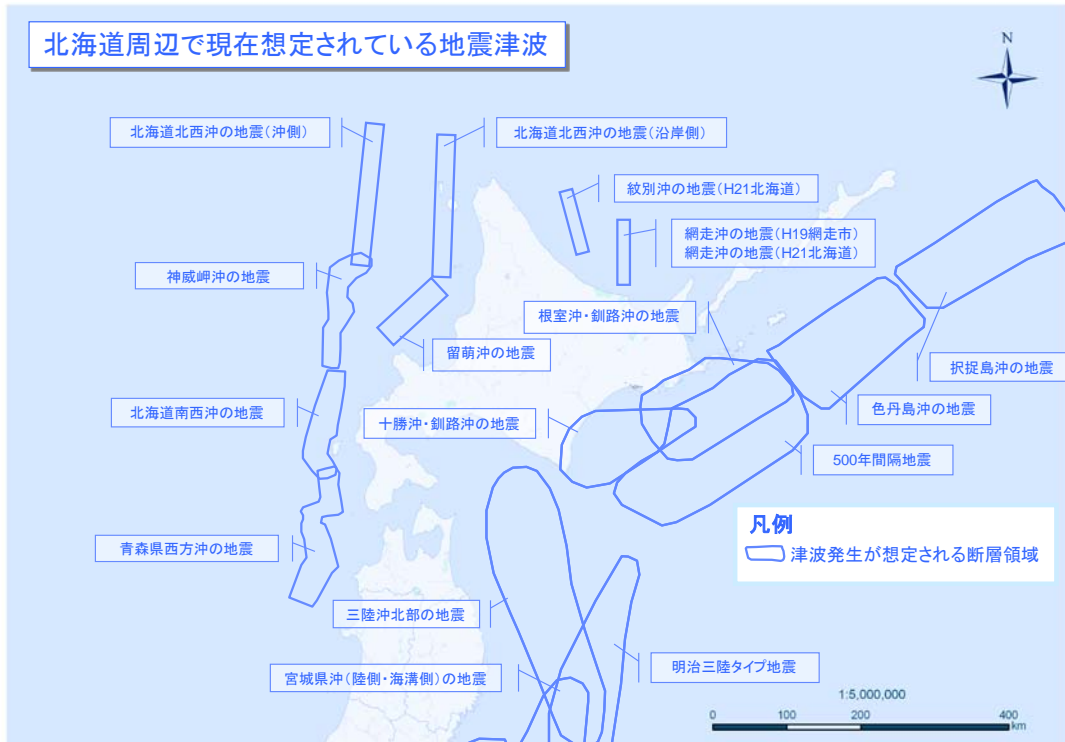 北海道周辺で現在想定されている地震津波
N
北海道北西沖の地震(沖側)
北海道北西沖の地震(沿岸側)
紋別沖の地震(H21北海道)
網走沖の地震(H19網走市)
網走沖の地震(H21北海道)
神威岬沖の地震
根室沖・釧路沖の地震
留萌沖の地震
択捉島沖の地震
北海道南西沖の地震
十勝沖・釧路沖の地震
色丹島沖の地震
500年間隔地震
凡例
津波発生が想定される断層領域
青森県西方沖の地震
三陸沖北部の地震
明治三陸タイプ地震
宮城県沖(陸側・海溝側)の地震
1:5,000,000
0 100 200 400
km